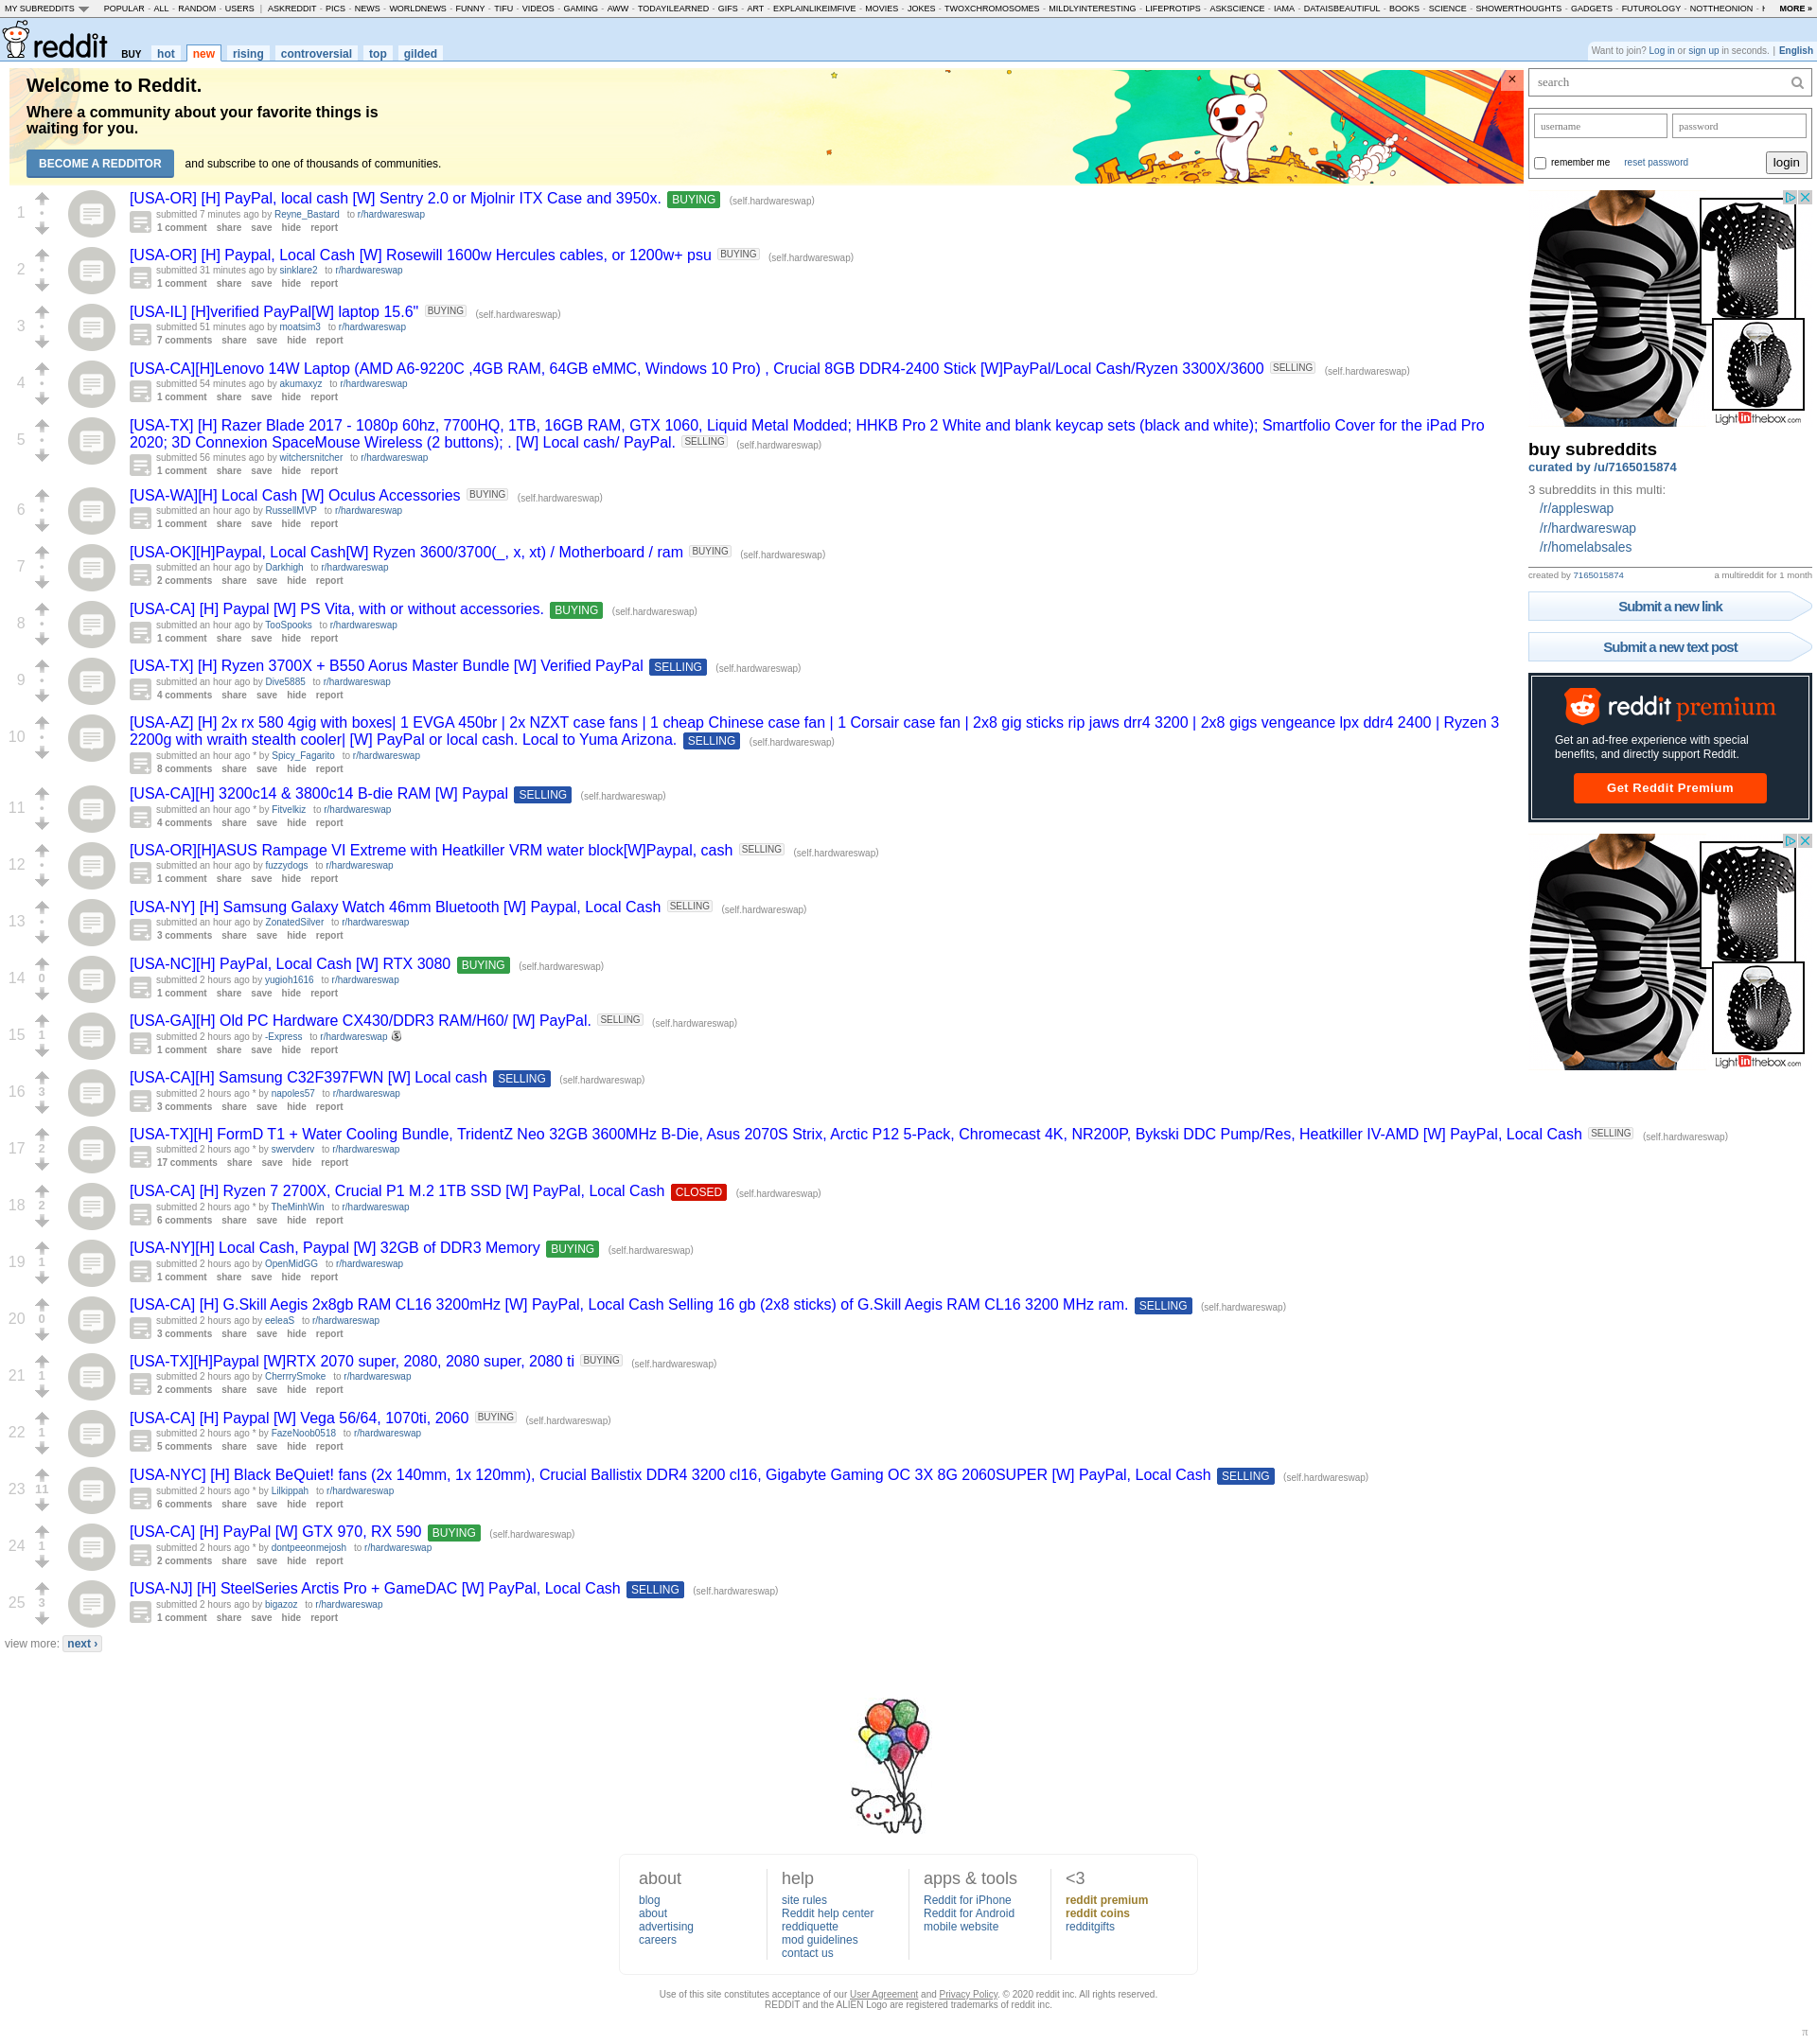 MY SUBREDDITS POPULAR - ALL - RANDOM - USERS | ASKREDDIT - PICS - NEWS - WORLDNEWS - FUNNY - TIFU - VIDEOS - GAMING - AWW - TODAYILEARNED - GIFS - ART - EXPLAINLIKEIMFIVE - MOVIES - JOKES - TWOXCHROMOSOMES - MILDLYINTERESTING - LIFEPROTIPS - ASKSCIENCE - IAMA - DATAISBEAUTIFUL - BOOKS - SCIENCE - SHOWERTHOUGHTS - GADGETS - FUTUROLOGY - NOTTHEONION - MORE »
reddit BUY hot new rising controversial top gilded
Want to join? Log in or sign up in seconds. | English
Welcome to Reddit.
Where a community about your favorite things is
waiting for you.
BECOME A REDDITOR and subscribe to one of thousands of communities.
×
search
username password
remember me reset password login
1 [USA-OR] [H] PayPal, local cash [W] Sentry 2.0 or Mjolnir ITX Case and 3950x. BUYING (self.hardwareswap)
submitted 7 minutes ago by Reyne_Bastard to r/hardwareswap
1 comment share save hide report
2 [USA-OR] [H] Paypal, Local Cash [W] Rosewill 1600w Hercules cables, or 1200w+ psu BUYING (self.hardwareswap)
submitted 31 minutes ago by sinklare2 to r/hardwareswap
1 comment share save hide report
3 [USA-IL] [H]verified PayPal[W] laptop 15.6" BUYING (self.hardwareswap)
submitted 51 minutes ago by moatsim3 to r/hardwareswap
7 comments share save hide report
4 [USA-CA][H]Lenovo 14W Laptop (AMD A6-9220C ,4GB RAM, 64GB eMMC, Windows 10 Pro) , Crucial 8GB DDR4-2400 Stick [W]PayPal/Local Cash/Ryzen 3300X/3600 SELLING (self.hardwareswap)
submitted 54 minutes ago by akumaxyz to r/hardwareswap
1 comment share save hide report
5 [USA-TX] [H] Razer Blade 2017 - 1080p 60hz, 7700HQ, 1TB, 16GB RAM, GTX 1060, Liquid Metal Modded; HHKB Pro 2 White and blank keycap sets (black and white); Smartfolio Cover for the iPad Pro
2020; 3D Connexion SpaceMouse Wireless (2 buttons); . [W] Local cash/ PayPal. SELLING (self.hardwareswap)
submitted 56 minutes ago by witchersnitcher to r/hardwareswap
1 comment share save hide report
6 [USA-WA][H] Local Cash [W] Oculus Accessories BUYING (self.hardwareswap)
submitted an hour ago by RussellMVP to r/hardwareswap
1 comment share save hide report
7 [USA-OK][H]Paypal, Local Cash[W] Ryzen 3600/3700(_, x, xt) / Motherboard / ram BUYING (self.hardwareswap)
submitted an hour ago by Darkhigh to r/hardwareswap
2 comments share save hide report
8 [USA-CA] [H] Paypal [W] PS Vita, with or without accessories. BUYING (self.hardwareswap)
submitted an hour ago by TooSpooks to r/hardwareswap
1 comment share save hide report
9 [USA-TX] [H] Ryzen 3700X + B550 Aorus Master Bundle [W] Verified PayPal SELLING (self.hardwareswap)
submitted an hour ago by Dive5885 to r/hardwareswap
4 comments share save hide report
10 [USA-AZ] [H] 2x rx 580 4gig with boxes| 1 EVGA 450br | 2x NZXT case fans | 1 cheap Chinese case fan | 1 Corsair case fan | 2x8 gig sticks rip jaws drr4 3200 | 2x8 gigs vengeance lpx ddr4 2400 | Ryzen 3
2200g with wraith stealth cooler| [W] PayPal or local cash. Local to Yuma Arizona. SELLING (self.hardwareswap)
submitted an hour ago * by Spicy_Fagarito to r/hardwareswap
8 comments share save hide report
11 [USA-CA][H] 3200c14 & 3800c14 B-die RAM [W] Paypal SELLING (self.hardwareswap)
submitted an hour ago * by Fitvelkiz to r/hardwareswap
4 comments share save hide report
12 [USA-OR][H]ASUS Rampage VI Extreme with Heatkiller VRM water block[W]Paypal, cash SELLING (self.hardwareswap)
submitted an hour ago by fuzzydogs to r/hardwareswap
1 comment share save hide report
13 [USA-NY] [H] Samsung Galaxy Watch 46mm Bluetooth [W] Paypal, Local Cash SELLING (self.hardwareswap)
submitted an hour ago by ZonatedSilver to r/hardwareswap
3 comments share save hide report
14 0 [USA-NC][H] PayPal, Local Cash [W] RTX 3080 BUYING (self.hardwareswap)
submitted 2 hours ago by yugioh1616 to r/hardwareswap
1 comment share save hide report
15 1 [USA-GA][H] Old PC Hardware CX430/DDR3 RAM/H60/ [W] PayPal. SELLING (self.hardwareswap)
submitted 2 hours ago by -Express to r/hardwareswap
1 comment share save hide report
16 3 [USA-CA][H] Samsung C32F397FWN [W] Local cash SELLING (self.hardwareswap)
submitted 2 hours ago * by napoles57 to r/hardwareswap
3 comments share save hide report
17 2 [USA-TX][H] FormD T1 + Water Cooling Bundle, TridentZ Neo 32GB 3600MHz B-Die, Asus 2070S Strix, Arctic P12 5-Pack, Chromecast 4K, NR200P, Bykski DDC Pump/Res, Heatkiller IV-AMD [W] PayPal, Local Cash SELLING (self.hardwareswap)
submitted 2 hours ago * by swervderv to r/hardwareswap
17 comments share save hide report
18 2 [USA-CA] [H] Ryzen 7 2700X, Crucial P1 M.2 1TB SSD [W] PayPal, Local Cash CLOSED (self.hardwareswap)
submitted 2 hours ago * by TheMinhWin to r/hardwareswap
6 comments share save hide report
19 1 [USA-NY][H] Local Cash, Paypal [W] 32GB of DDR3 Memory BUYING (self.hardwareswap)
submitted 2 hours ago by OpenMidGG to r/hardwareswap
1 comment share save hide report
20 0 [USA-CA] [H] G.Skill Aegis 2x8gb RAM CL16 3200mHz [W] PayPal, Local Cash Selling 16 gb (2x8 sticks) of G.Skill Aegis RAM CL16 3200 MHz ram. SELLING (self.hardwareswap)
submitted 2 hours ago by eeleaS to r/hardwareswap
3 comments share save hide report
21 1 [USA-TX][H]Paypal [W]RTX 2070 super, 2080, 2080 super, 2080 ti BUYING (self.hardwareswap)
submitted 2 hours ago by CherrrySmoke to r/hardwareswap
2 comments share save hide report
22 1 [USA-CA] [H] Paypal [W] Vega 56/64, 1070ti, 2060 BUYING (self.hardwareswap)
submitted 2 hours ago * by FazeNoob0518 to r/hardwareswap
5 comments share save hide report
23 11 [USA-NYC] [H] Black BeQuiet! fans (2x 140mm, 1x 120mm), Crucial Ballistix DDR4 3200 cl16, Gigabyte Gaming OC 3X 8G 2060SUPER [W] PayPal, Local Cash SELLING (self.hardwareswap)
submitted 2 hours ago * by Lilkippah to r/hardwareswap
6 comments share save hide report
24 1 [USA-CA] [H] PayPal [W] GTX 970, RX 590 BUYING (self.hardwareswap)
submitted 2 hours ago * by dontpeeonmejosh to r/hardwareswap
2 comments share save hide report
25 3 [USA-NJ] [H] SteelSeries Arctis Pro + GameDAC [W] PayPal, Local Cash SELLING (self.hardwareswap)
submitted 2 hours ago by bigazoz to r/hardwareswap
1 comment share save hide report
view more: next ›
Light in the box.com
buy subreddits
curated by /u/7165015874
3 subreddits in this multi:
/r/appleswap
/r/hardwareswap
/r/homelabsales
created by 7165015874 a multireddit for 1 month
Submit a new link
Submit a new text post
reddit premium
Get an ad-free experience with special
benefits, and directly support Reddit.
Get Reddit Premium
Light in the box.com
about
blog
about
advertising
careers
help
site rules
Reddit help center
reddiquette
mod guidelines
contact us
apps & tools
Reddit for iPhone
Reddit for Android
mobile website
<3
reddit premium
reddit coins
redditgifts
Use of this site constitutes acceptance of our User Agreement and Privacy Policy. © 2020 reddit inc. All rights reserved.
REDDIT and the ALIEN Logo are registered trademarks of reddit inc.
π